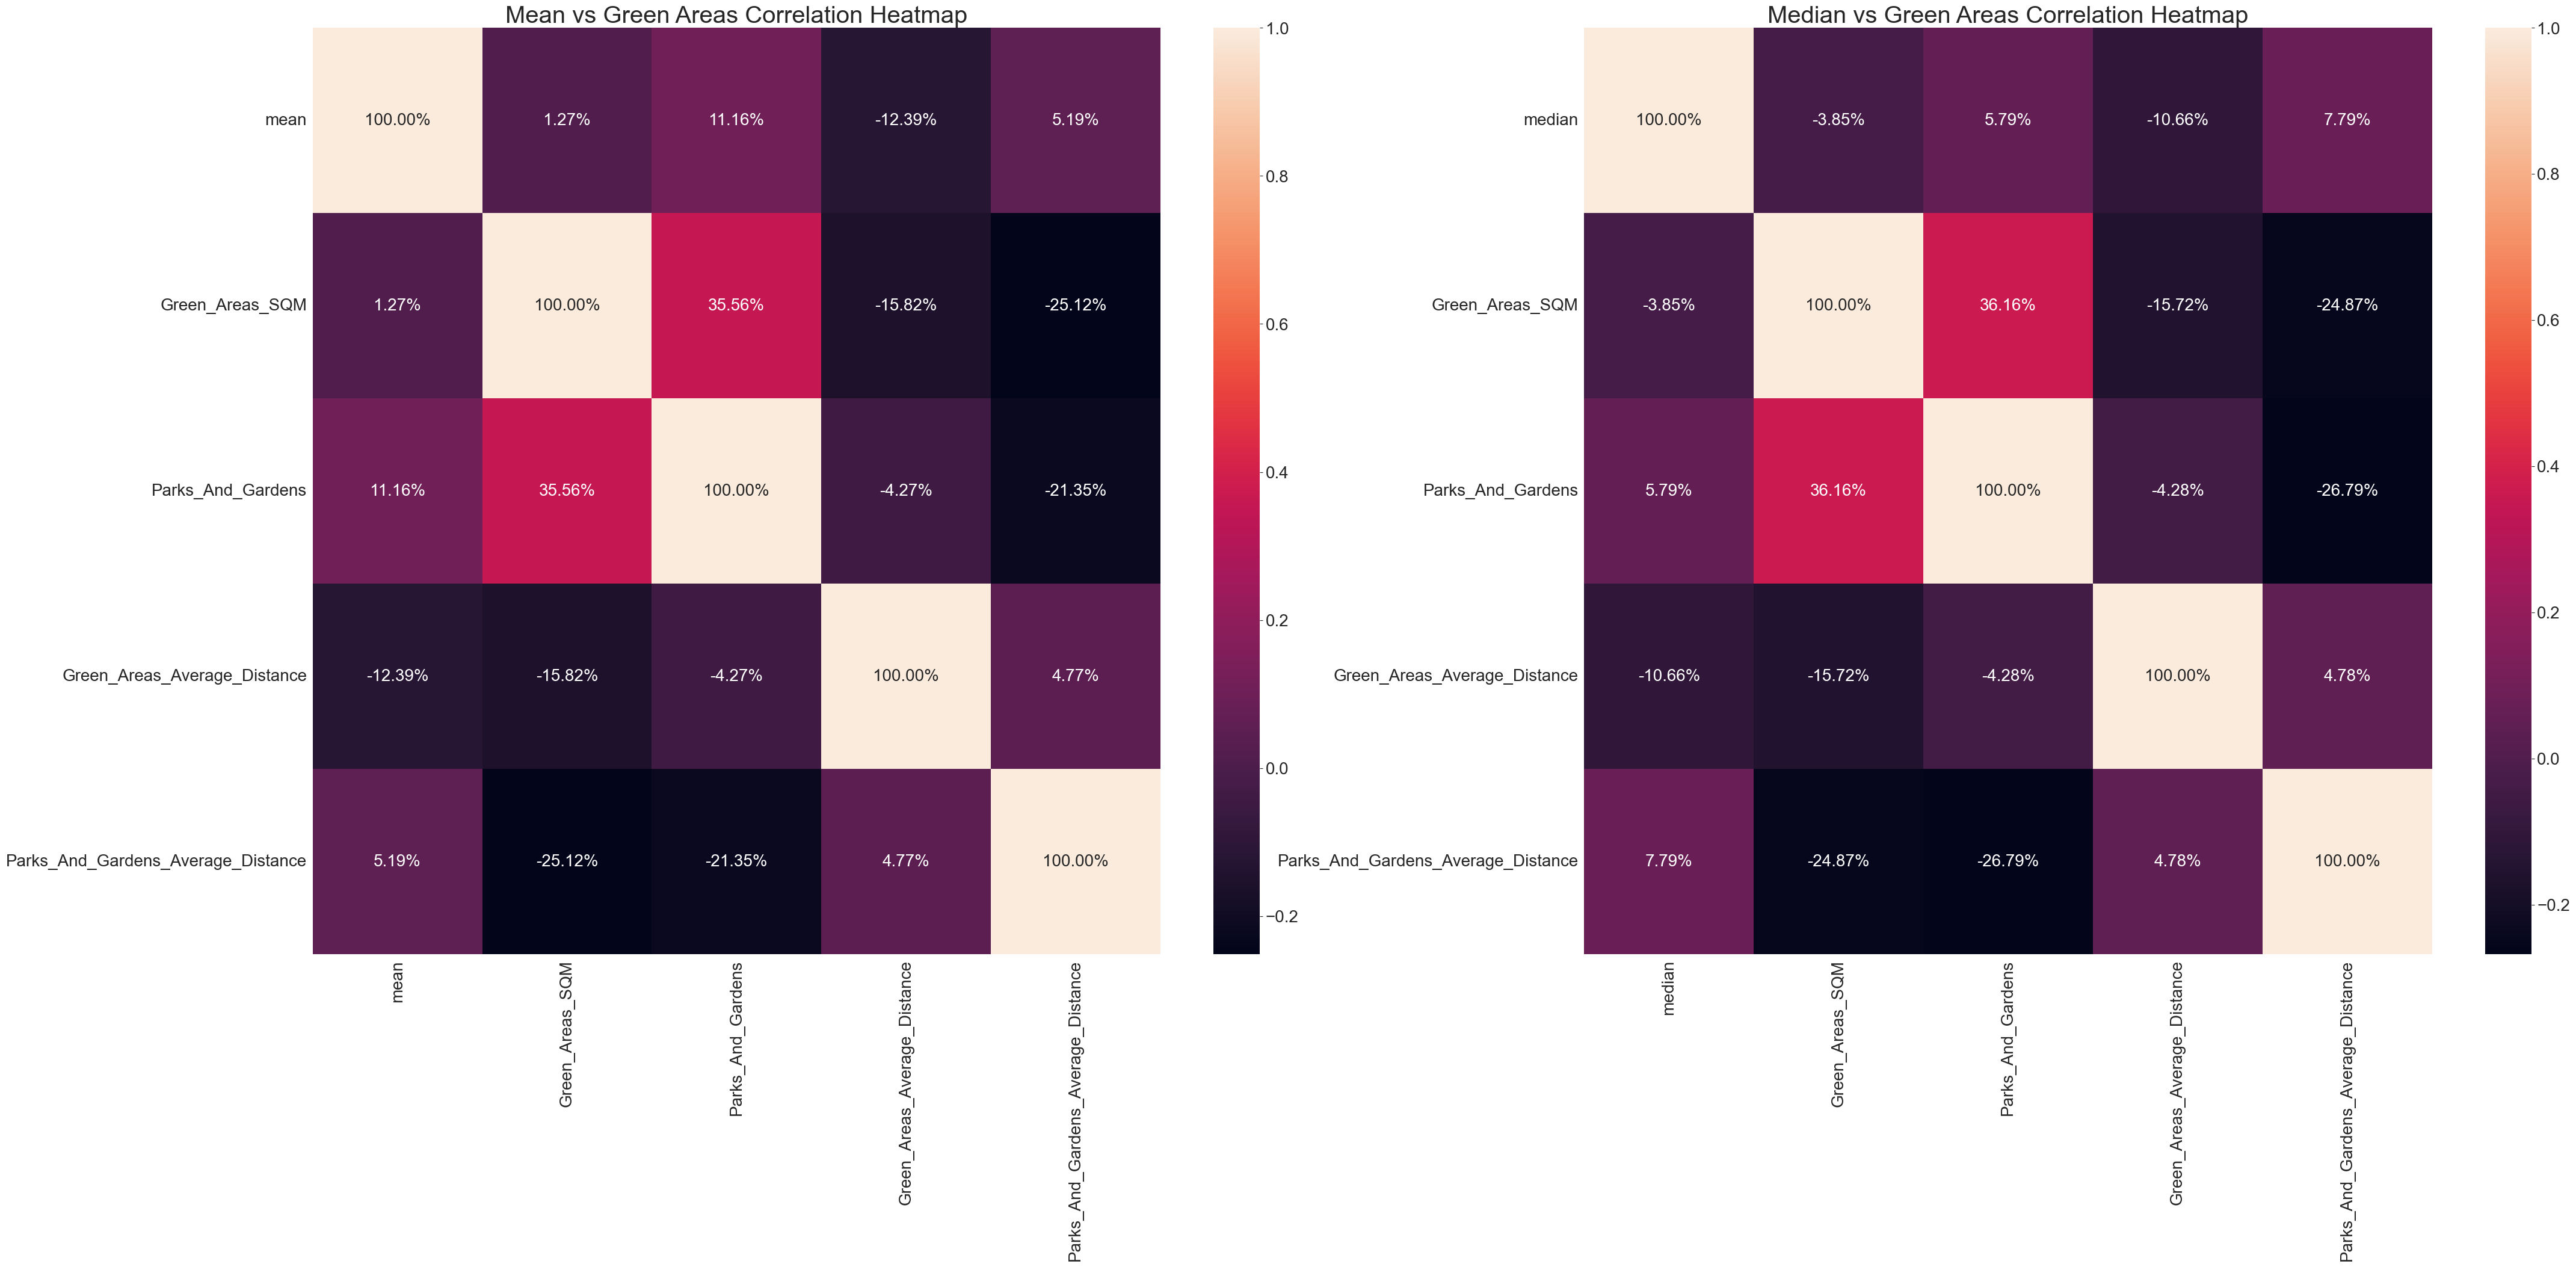 Mean vs Green Areas Correlation Heatmap
mean
100.00% 1.27% 11.16% -12.39% 5.19%
Green_Areas_SQM
1.27% 100.00% 35.56% -15.82% -25.12%
Parks_And_Gardens
11.16% 35.56% 100.00% -4.27% -21.35%
Green_Areas_Average_Distance
-12.39% -15.82% -4.27% 100.00% 4.77%
Parks_And_Gardens_Average_Distance
5.19% -25.12% -21.35% 4.77% 100.00%
mean
Green_Areas_SQM
Parks_And_Gardens
Green_Areas_Average_Distance
Parks_And_Gardens_Average_Distance
1.0
0.8
0.6
0.4
0.2
0.0
−0.2
Median vs Green Areas Correlation Heatmap
median
100.00% -3.85% 5.79% -10.66% 7.79%
Green_Areas_SQM
-3.85% 100.00% 36.16% -15.72% -24.87%
Parks_And_Gardens
5.79% 36.16% 100.00% -4.28% -26.79%
Green_Areas_Average_Distance
-10.66% -15.72% -4.28% 100.00% 4.78%
Parks_And_Gardens_Average_Distance
7.79% -24.87% -26.79% 4.78% 100.00%
median
Green_Areas_SQM
Parks_And_Gardens
Green_Areas_Average_Distance
Parks_And_Gardens_Average_Distance
1.0
0.8
0.6
0.4
0.2
0.0
−0.2